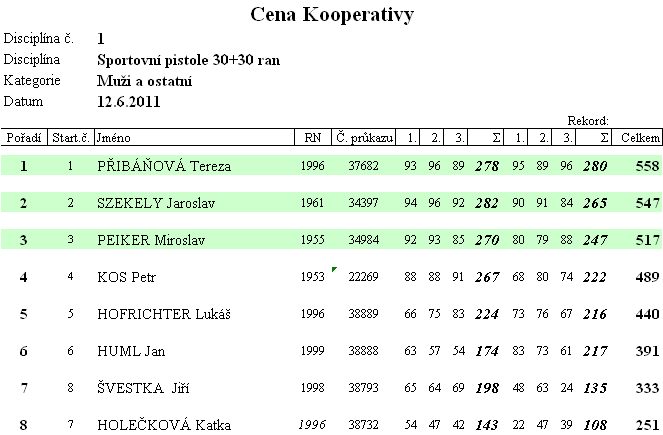 Cena Kooperativy
Disciplína č. 1
Disciplína Sportovní pistole 30+30 ran
Kategorie Muži a ostatní
Datum 12.6.2011
Rekord:
Pořadí Start.č. Jméno RN Č. průkazu 1. 2. 3. Σ 1. 2. 3. Σ Celkem
1 1 PŘIBÁŇOVÁ Tereza 1996 37682 93 96 89 278 95 89 96 280 558
2 2 SZEKELY Jaroslav 1961 34397 94 96 92 282 90 91 84 265 547
3 3 PEIKER Miroslav 1955 34984 92 93 85 270 80 79 88 247 517
4 4 KOS Petr 1953 22269 88 88 91 267 68 80 74 222 489
5 5 HOFRICHTER Lukáš 1996 38889 66 75 83 224 73 76 67 216 440
6 6 HUML Jan 1999 38888 63 57 54 174 83 73 61 217 391
7 8 ŠVESTKA Jiří 1998 38793 65 64 69 198 48 63 24 135 333
8 7 HOLEČKOVÁ Katka 1996 38732 54 47 42 143 22 47 39 108 251